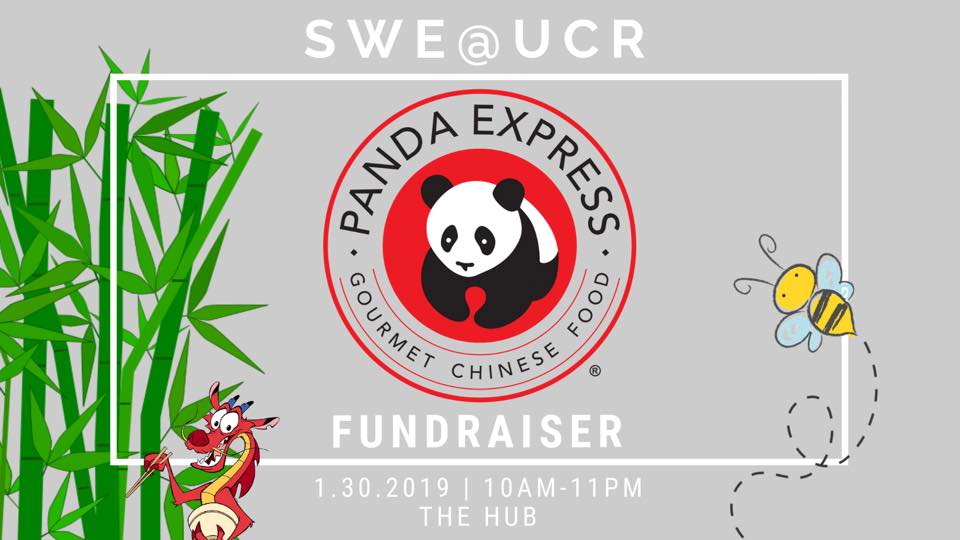 SWE@UCR
PANDA EXPRESS
GOURMET CHINESE FOOD
®
FUNDRAISER
1.30.2019 | 10AM-11PM
THE HUB